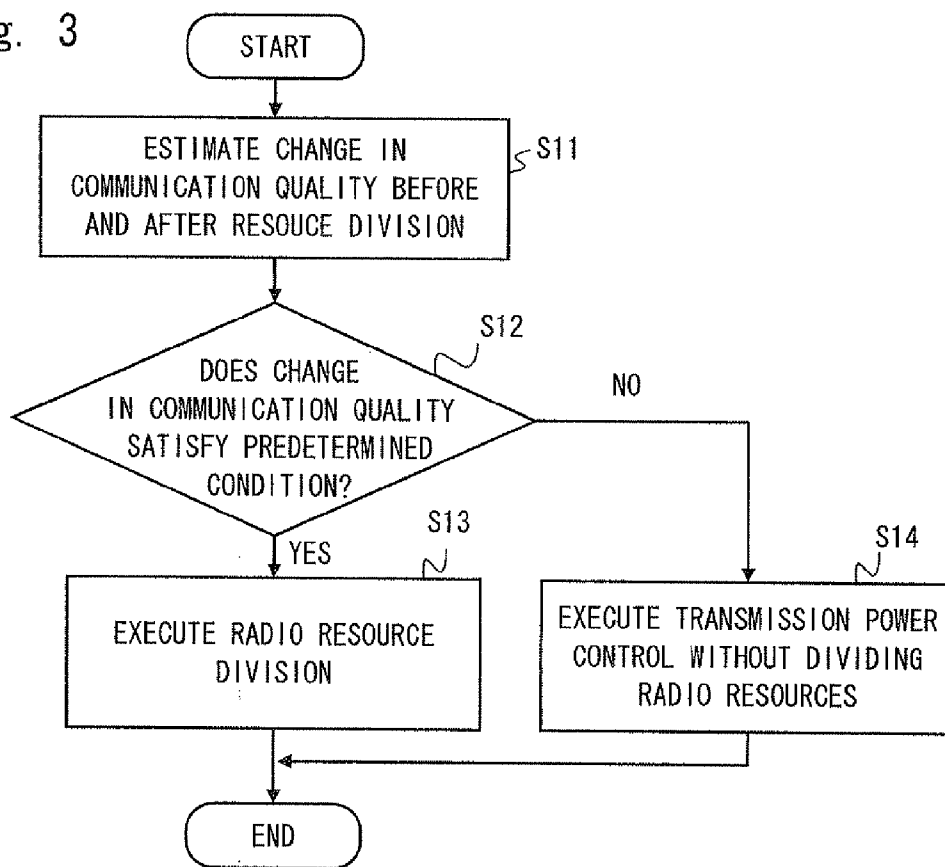 g. 3
START
ESTIMATE CHANGE IN
COMMUNICATION QUALITY BEFORE
AND AFTER RESOUCE DIVISION
S11
S12
DOES CHANGE
IN COMMUNICATION QUALITY
SATISFY PREDETERMINED
CONDITION?
NO
YES
S13
EXECUTE RADIO RESOURCE
DIVISION
S14
EXECUTE TRANSMISSION POWER
CONTROL WITHOUT DIVIDING
RADIO RESOURCES
END